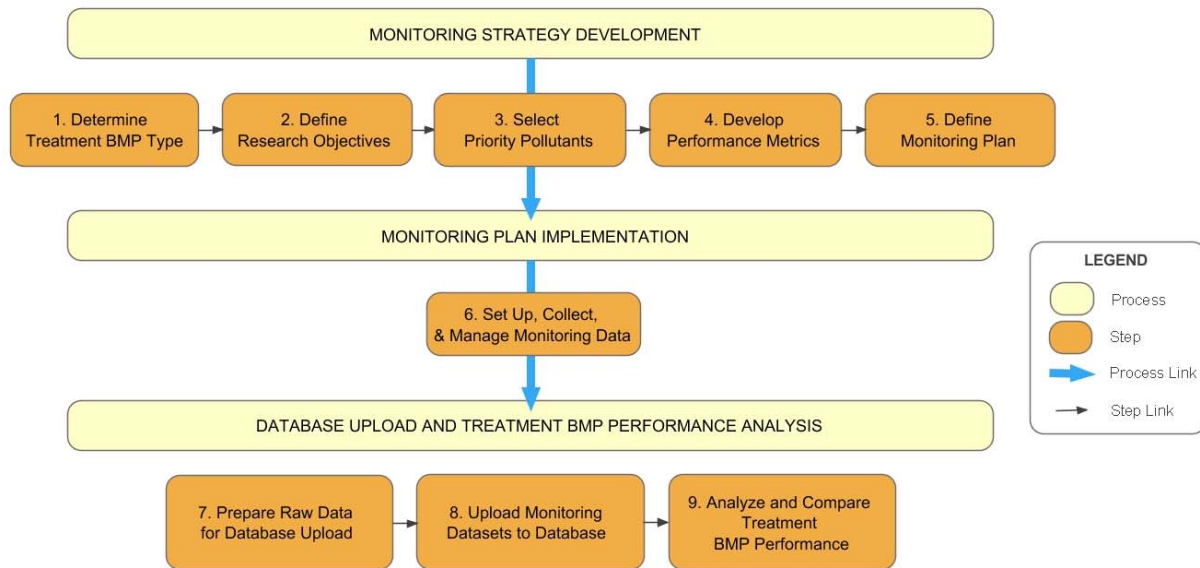 MONITORING STRATEGY DEVELOPMENT
1. Determine
Treatment BMP Type
2. Define
Research Objectives
3. Select
Priority Pollutants
4. Develop
Performance Metrics
5. Define
Monitoring Plan
MONITORING PLAN IMPLEMENTATION
6. Set Up, Collect,
& Manage Monitoring Data
DATABASE UPLOAD AND TREATMENT BMP PERFORMANCE ANALYSIS
7. Prepare Raw Data
for Database Upload
8. Upload Monitoring
Datasets to Database
9. Analyze and Compare
Treatment
BMP Performance
LEGEND
Process
Step
Process Link
Step Link